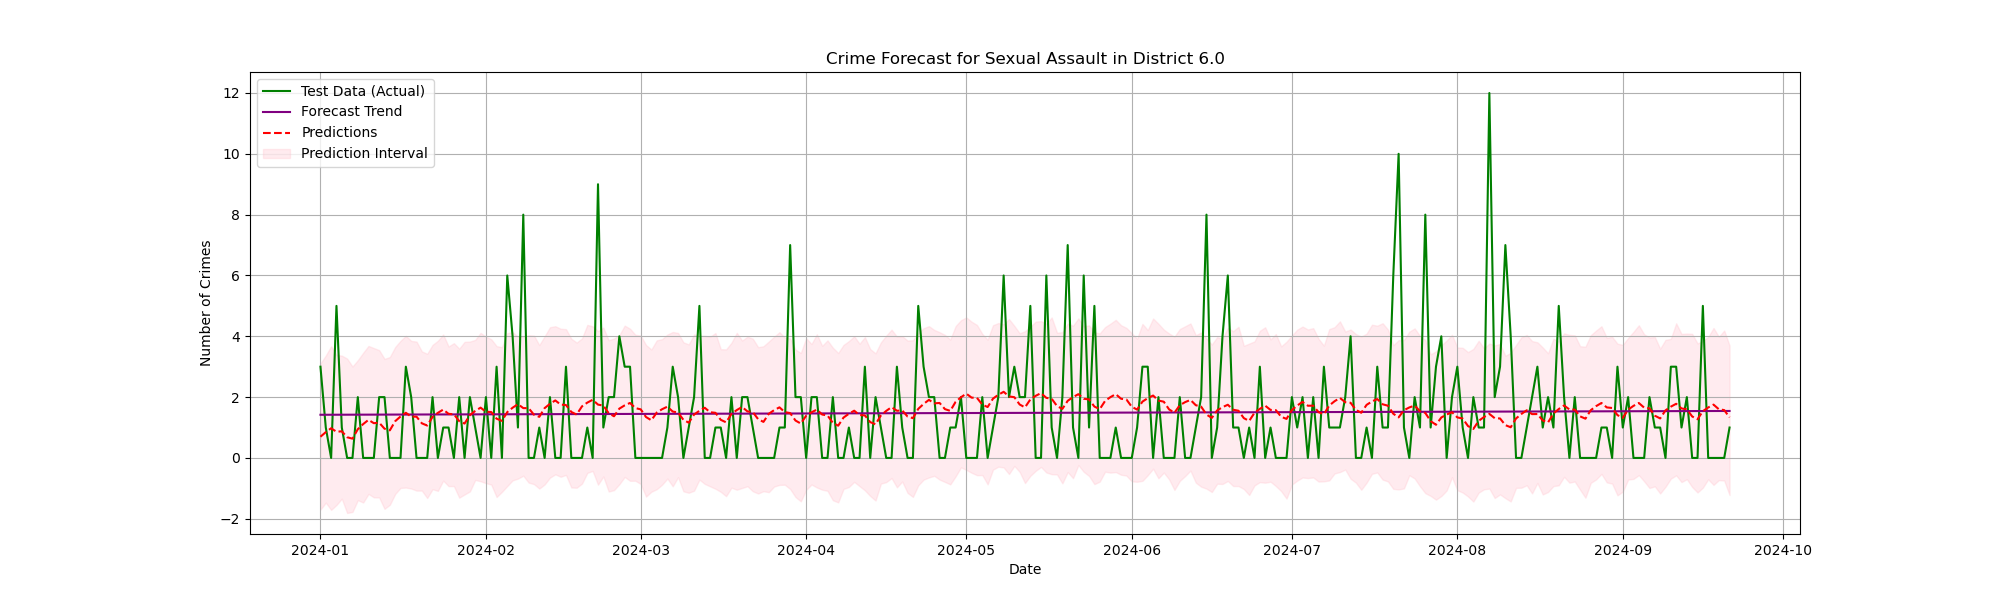 Crime Forecast for Sexual Assault in District 6.0
Test Data (Actual)
Forecast Trend
Predictions
Prediction Interval
Number of Crimes
12
10
8
6
4
2
0
−2
2024-01 2024-02 2024-03 2024-04 2024-05 2024-06 2024-07 2024-08 2024-09 2024-10
Date